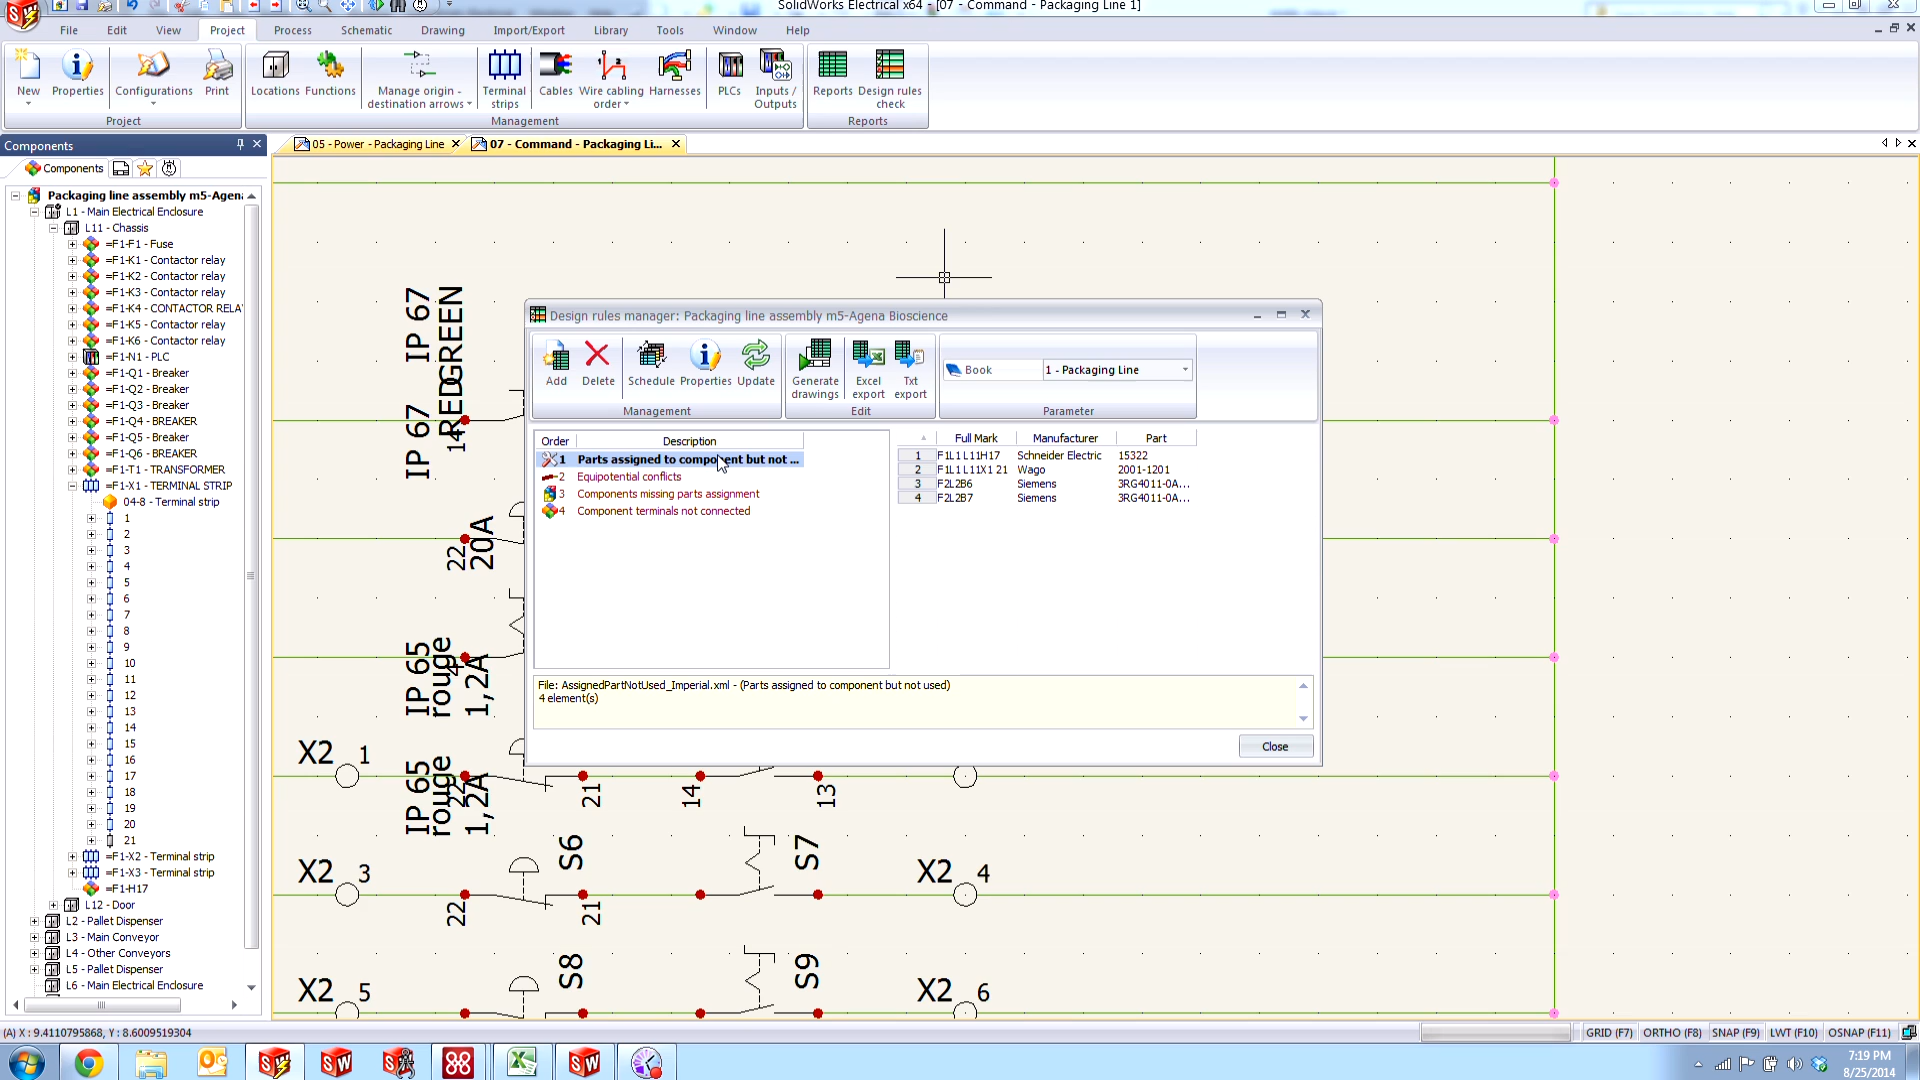 SolidWorks Electrical x64 - [07 - Command - Packaging Line 1]
File Edit View Project Process Schematic Drawing Import/Export Library Tools Window Help
New Properties Configurations Print Locations Functions Manage origin - destination arrows Terminal strips Cables Wire cabling order Harnesses PLCs Inputs / Outputs Reports Design rules check
Project Management Reports
Components
05 - Power - Packaging Line
07 - Command - Packaging Li...
Components
Packaging line assembly m5-Agen
L1 - Main Electrical Enclosure
L11 - Chassis
=F1-F1 - Fuse
=F1-K1 - Contactor relay
=F1-K2 - Contactor relay
=F1-K3 - Contactor relay
=F1-K4 - CONTACTOR RELA
=F1-K5 - Contactor relay
=F1-K6 - Contactor relay
=F1-N1 - PLC
=F1-Q1 - Breaker
=F1-Q2 - Breaker
=F1-Q3 - Breaker
=F1-Q4 - BREAKER
=F1-Q5 - Breaker
=F1-Q6 - BREAKER
=F1-T1 - TRANSFORMER
=F1-X1 - TERMINAL STRIP
04-8 - Terminal strip
1
2
3
4
5
6
7
8
9
10
11
12
13
14
15
16
17
18
19
20
21
=F1-X2 - Terminal strip
=F1-X3 - Terminal strip
=F1-H17
L12 - Door
L2 - Pallet Dispenser
L3 - Main Conveyor
L4 - Other Conveyors
L5 - Pallet Dispenser
L6 - Main Electrical Enclosure
IP 67 IP 67
REDGREEN
14
22
20A
IP 65
rouge
1,2A
IP 65
rouge
1,2A
X2 1
21
14
13
X2 3
22
S6
21
S7
X2 4
X2 5
S8
S9
X2 6
Design rules manager: Packaging line assembly m5-Agena Bioscience
Add Delete Schedule Properties Update Generate drawings Excel export Txt export
Book 1 - Packaging Line
Management Edit Parameter
Order Description
1 Parts assigned to component but not ...
2 Equipotential conflicts
3 Components missing parts assignment
4 Component terminals not connected
Full Mark Manufacturer Part
1 F1L1L11H17 Schneider Electric 15322
2 F1L1L11X1 21 Wago 2001-1201
3 F2L2B6 Siemens 3RG4011-0A...
4 F2L2B7 Siemens 3RG4011-0A...
File: AssignedPartNotUsed_Imperial.xml - (Parts assigned to component but not used)
4 element(s)
Close
(A) X : 9.4110795868, Y : 8.6009519304
GRID (F7) ORTHO (F8) SNAP (F9) LWT (F10) OSNAP (F11)
7:19 PM
8/25/2014